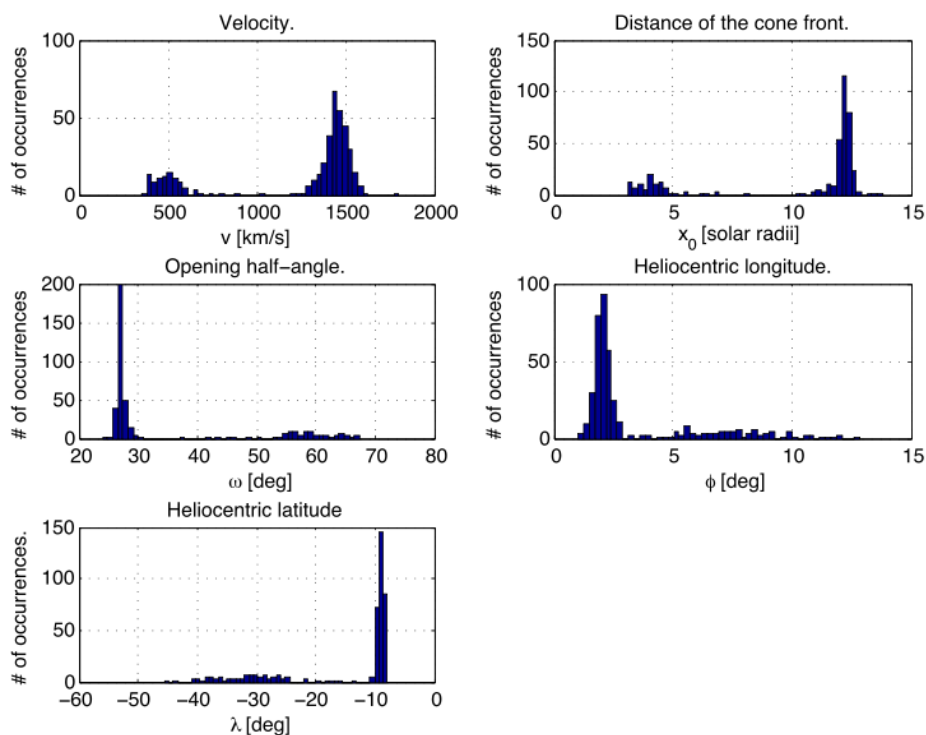 Velocity.
100
50
0
0 500 1000 1500 2000
# of occurrences
v [km/s]
Distance of the cone front.
150
100
50
0
0 5 10 15
# of occurrences
x_0 [solar radii]
Opening half−angle.
200
150
100
50
0
20 30 40 50 60 70 80
# of occurrences
ω [deg]
Heliocentric longitude.
100
50
0
0 5 10 15
# of occurrences
ϕ [deg]
Heliocentric latitude
150
100
50
0
−60 −50 −40 −30 −20 −10 0
# of occurrences.
λ [deg]